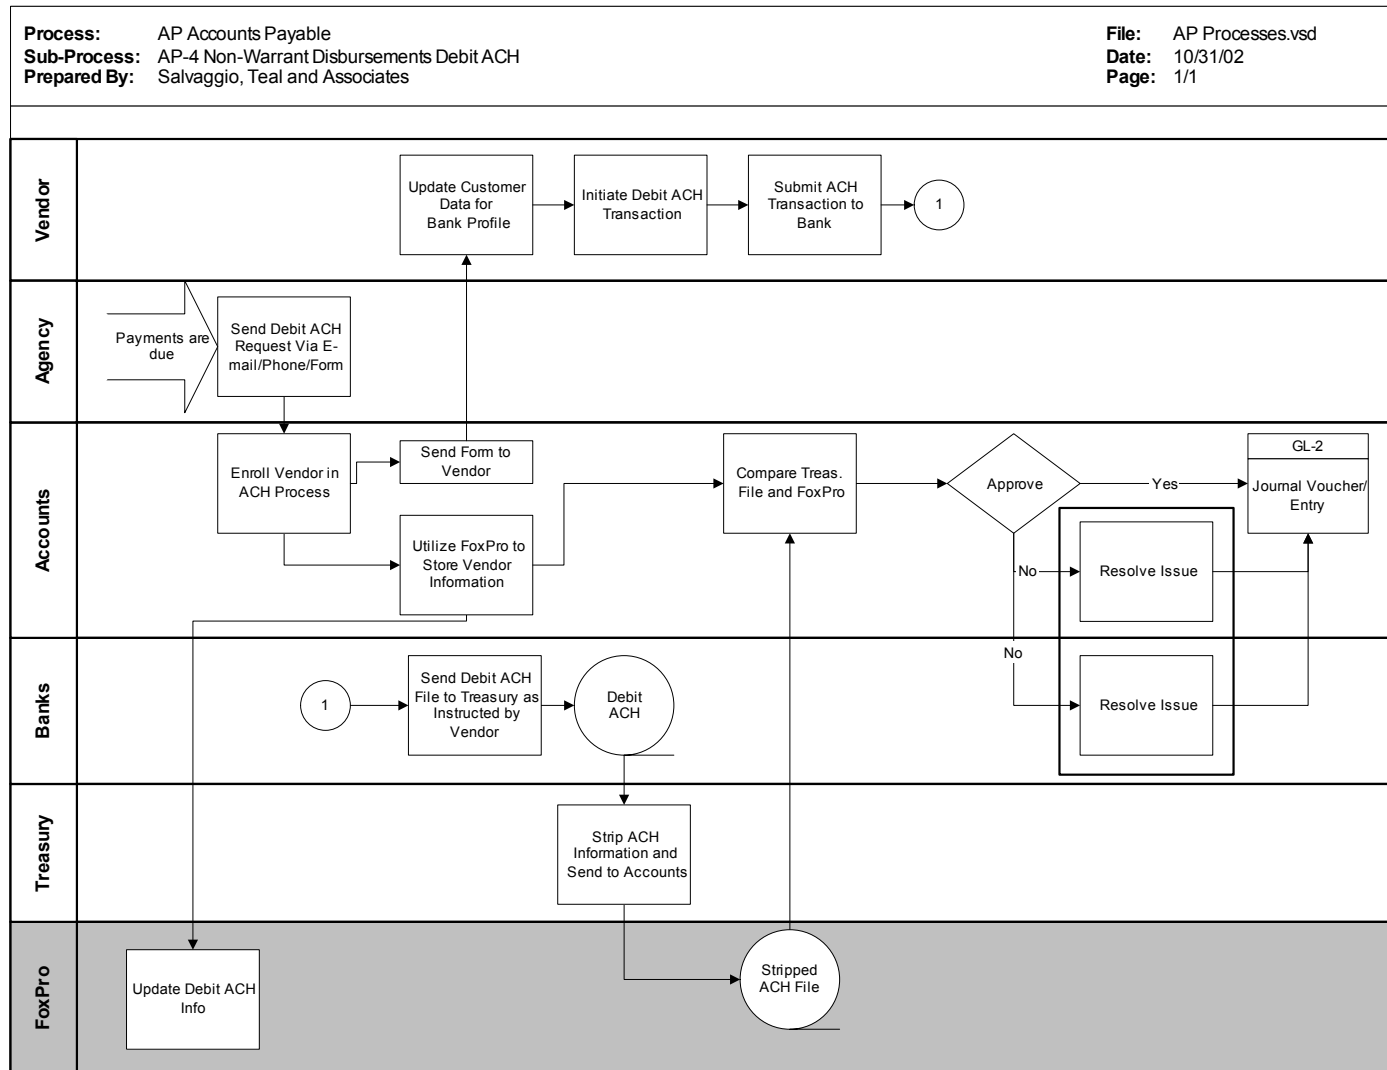 Process: AP Accounts Payable
Sub-Process: AP-4 Non-Warrant Disbursements Debit ACH
Prepared By: Salvaggio, Teal and Associates
File: AP Processes.vsd
Date: 10/31/02
Page: 1/1
Vendor
Update Customer
Data for
Bank Profile
Initiate Debit ACH
Transaction
Submit ACH
Transaction to
Bank
1
Agency
Payments are
due
Send Debit ACH
Request Via E-
mail/Phone/Form
Accounts
Enroll Vendor in
ACH Process
Send Form to
Vendor
Utilize FoxPro to
Store Vendor
Information
Compare Treas.
File and FoxPro
Approve
Yes
GL-2
Journal Voucher/
Entry
No
Resolve Issue
Banks
1
Send Debit ACH
File to Treasury as
Instructed by
Vendor
Debit
ACH
No
Resolve Issue
Treasury
Strip ACH
Information and
Send to Accounts
FoxPro
Update Debit ACH
Info
Stripped
ACH File